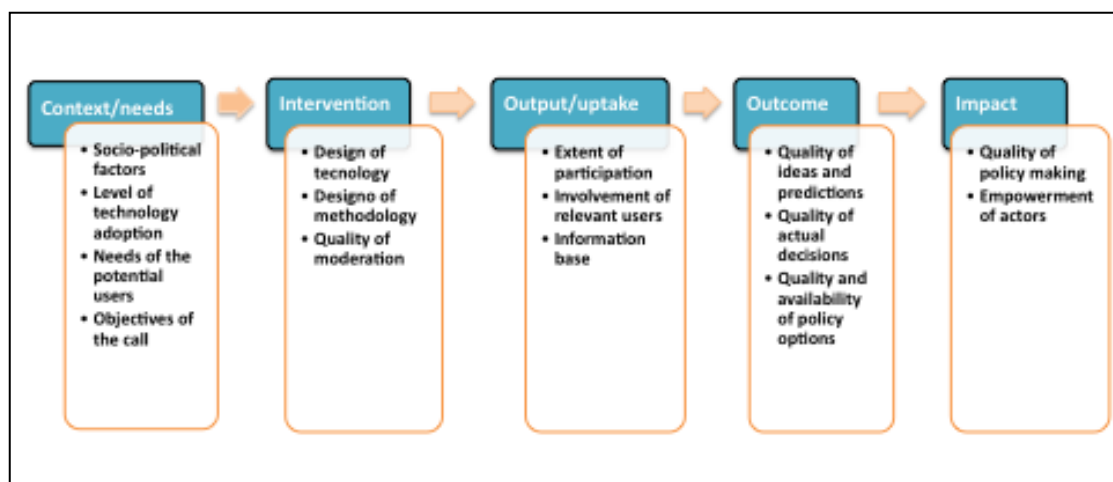 Context/needs
• Socio-political
factors
• Level of
technology
adoption
• Needs of the
potential
users
• Objectives of
the call
Intervention
• Design of
tecnology
• Designo of
methodology
• Quality of
moderation
Output/uptake
• Extent of
participation
• Involvement of
relevant users
• Information
base
Outcome
• Quality of
ideas and
predictions
• Quality of
actual
decisions
• Quality and
availability
of policy
options
Impact
• Quality of
policy making
• Empowerment
of actors